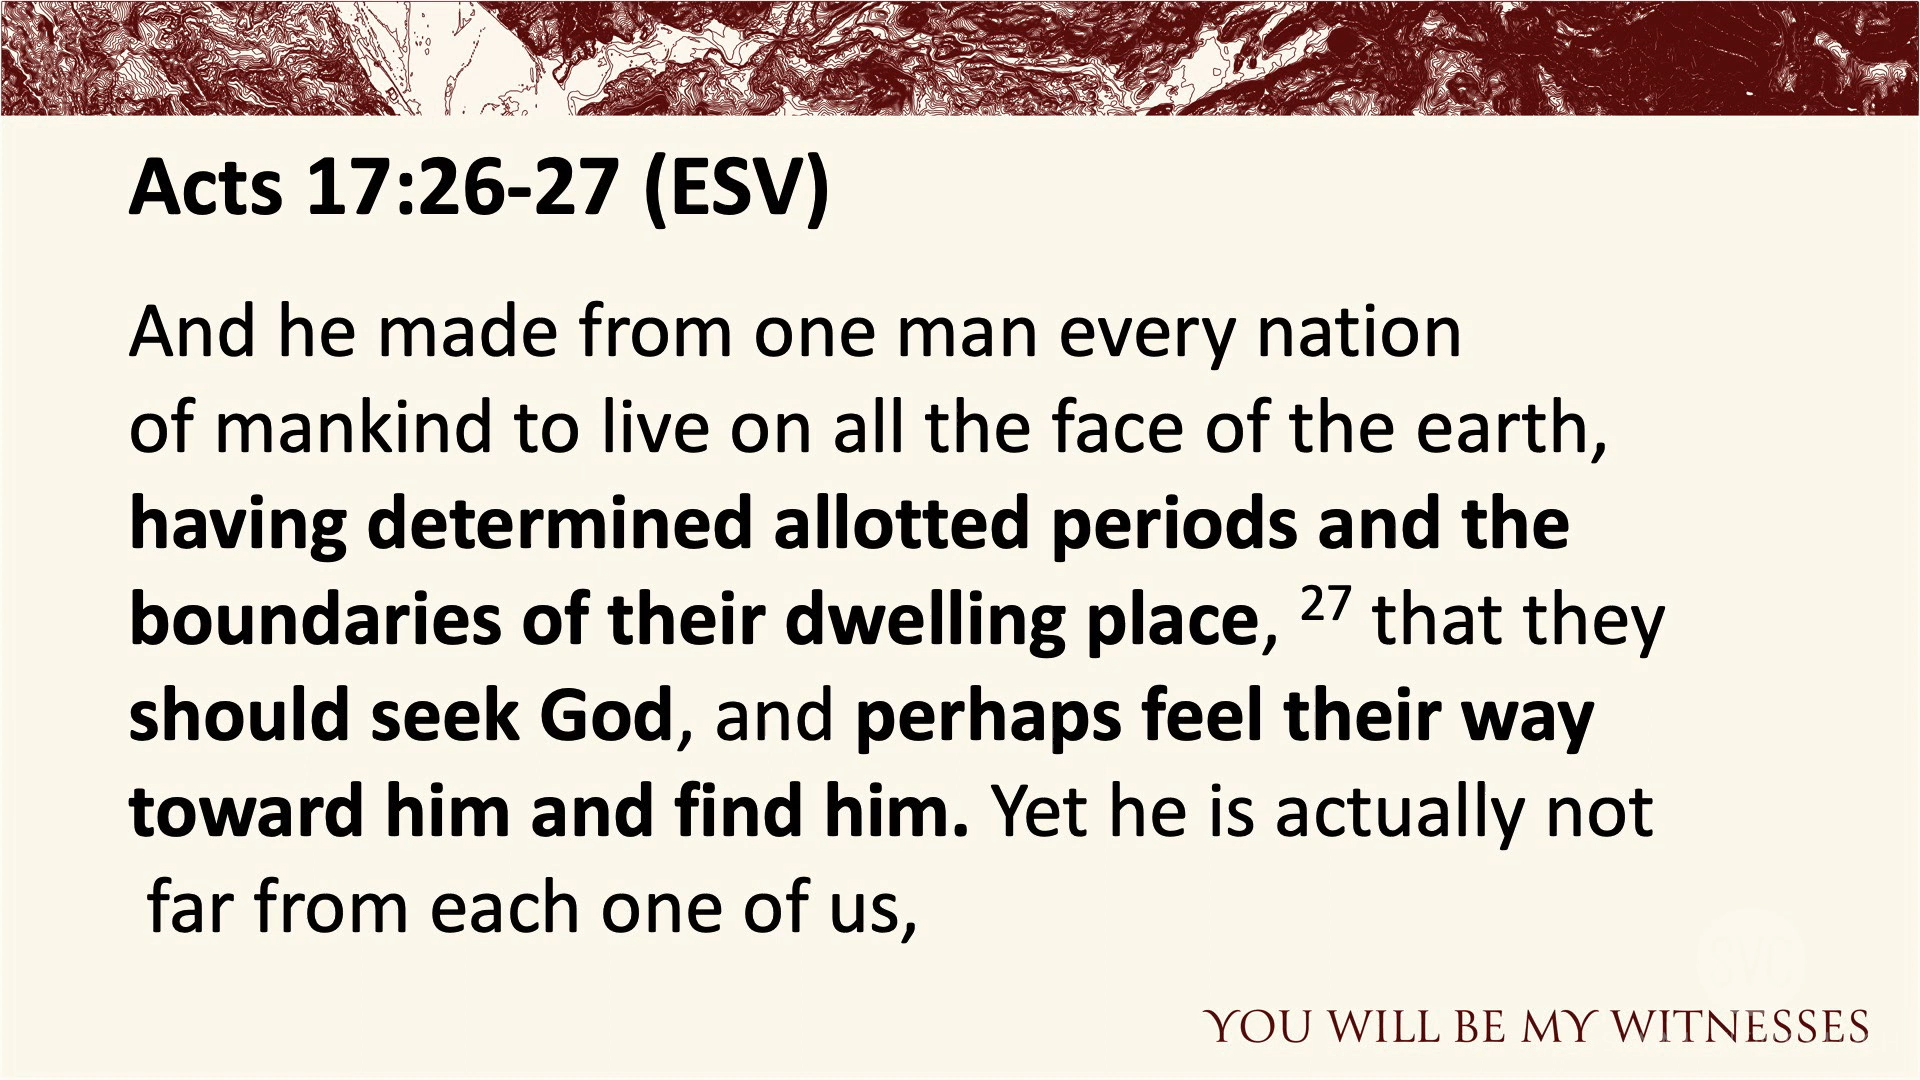 Acts 17:26-27 (ESV)
And he made from one man every nation
of mankind to live on all the face of the earth,
having determined allotted periods and the
boundaries of their dwelling place, 27 that they
should seek God, and perhaps feel their way
toward him and find him. Yet he is actually not
far from each one of us,
SVC
YOU WILL BE MY WITNESSES